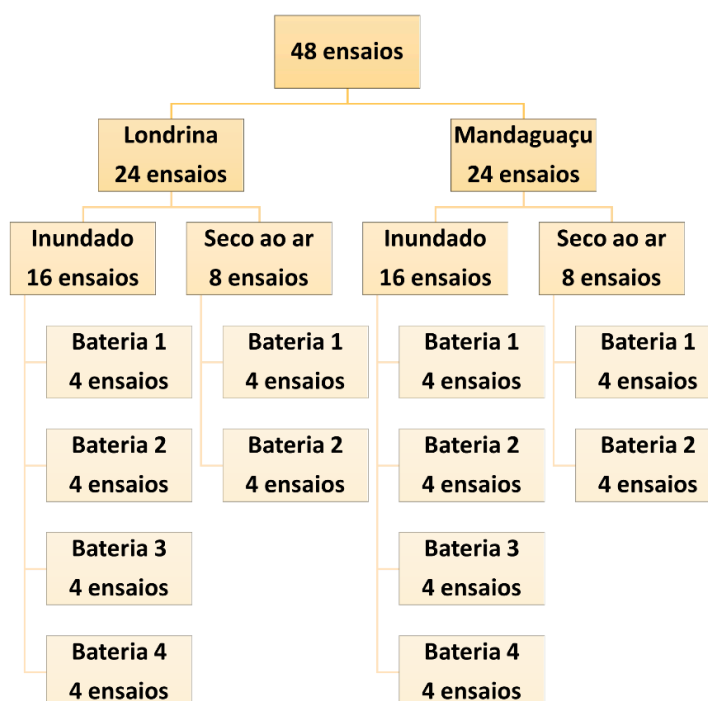 48 ensaios
Londrina
24 ensaios
Mandaguaçu
24 ensaios
Inundado
16 ensaios
Seco ao ar
8 ensaios
Inundado
16 ensaios
Seco ao ar
8 ensaios
Bateria 1
4 ensaios
Bateria 1
4 ensaios
Bateria 1
4 ensaios
Bateria 1
4 ensaios
Bateria 2
4 ensaios
Bateria 2
4 ensaios
Bateria 2
4 ensaios
Bateria 2
4 ensaios
Bateria 3
4 ensaios
Bateria 3
4 ensaios
Bateria 4
4 ensaios
Bateria 4
4 ensaios